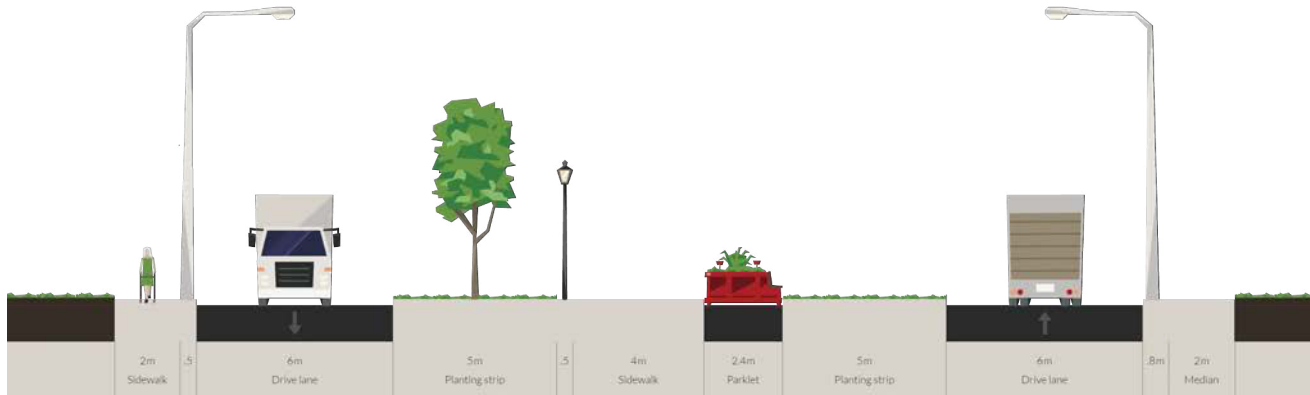 2m .5 6m 5m .5 4m 2.4m 5m 6m .8m 2m
Sidewalk Drive lane Planting strip Sidewalk Parklet Planting strip Drive lane Median